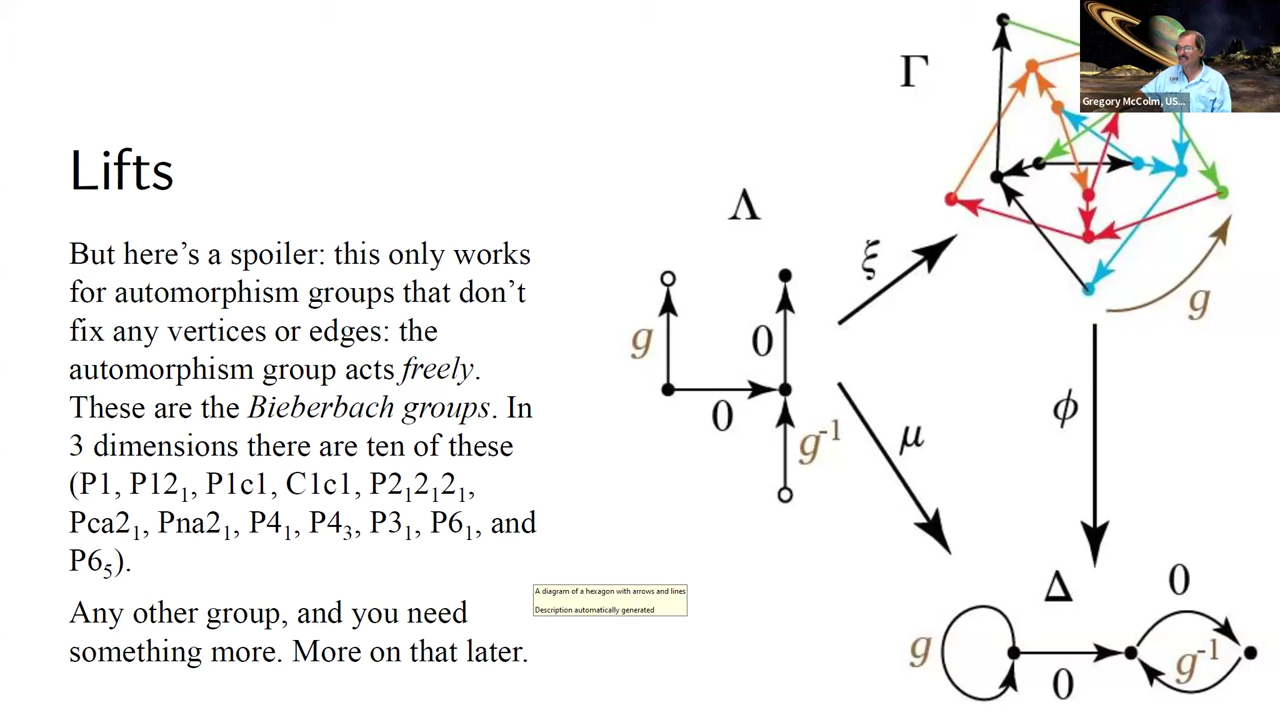 Lifts
But here’s a spoiler: this only works
for automorphism groups that don’t
fix any vertices or edges: the
automorphism group acts freely.
These are the Bieberbach groups. In
3 dimensions there are ten of these
(P1, P12₁, P1c1, C1c1, P2₁2₁2₁,
Pca2₁, Pna2₁, P4₁, P4₃, P3₁, P6₁, and
P6₅).
Any other group, and you need
something more. More on that later.
A diagram of a hexagon with arrows and lines
Description automatically generated
Γ
Gregory McColm, US...
Λ
ξ
g
0
0
g⁻¹
μ
g
ϕ
Δ
0
g
0
g⁻¹